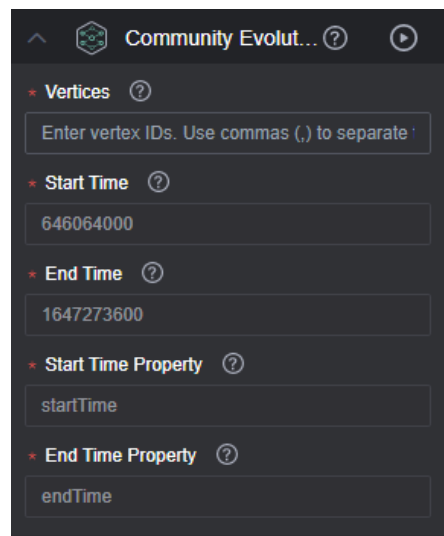 Community Evolut...
* Vertices
Enter vertex IDs. Use commas (,) to separate
* Start Time
646064000
* End Time
1647273600
* Start Time Property
startTime
* End Time Property
endTime